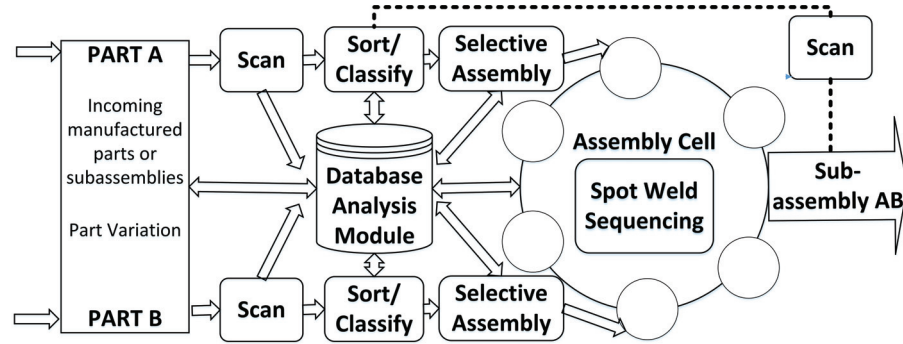 PART A
Incoming
manufactured
parts or
subassemblies
Part Variation
PART B
Scan
Sort/
Classify
Selective
Assembly
Database
Analysis
Module
Scan
Sort/
Classify
Selective
Assembly
Assembly Cell
Spot Weld
Sequencing
Scan
Sub-
assembly AB